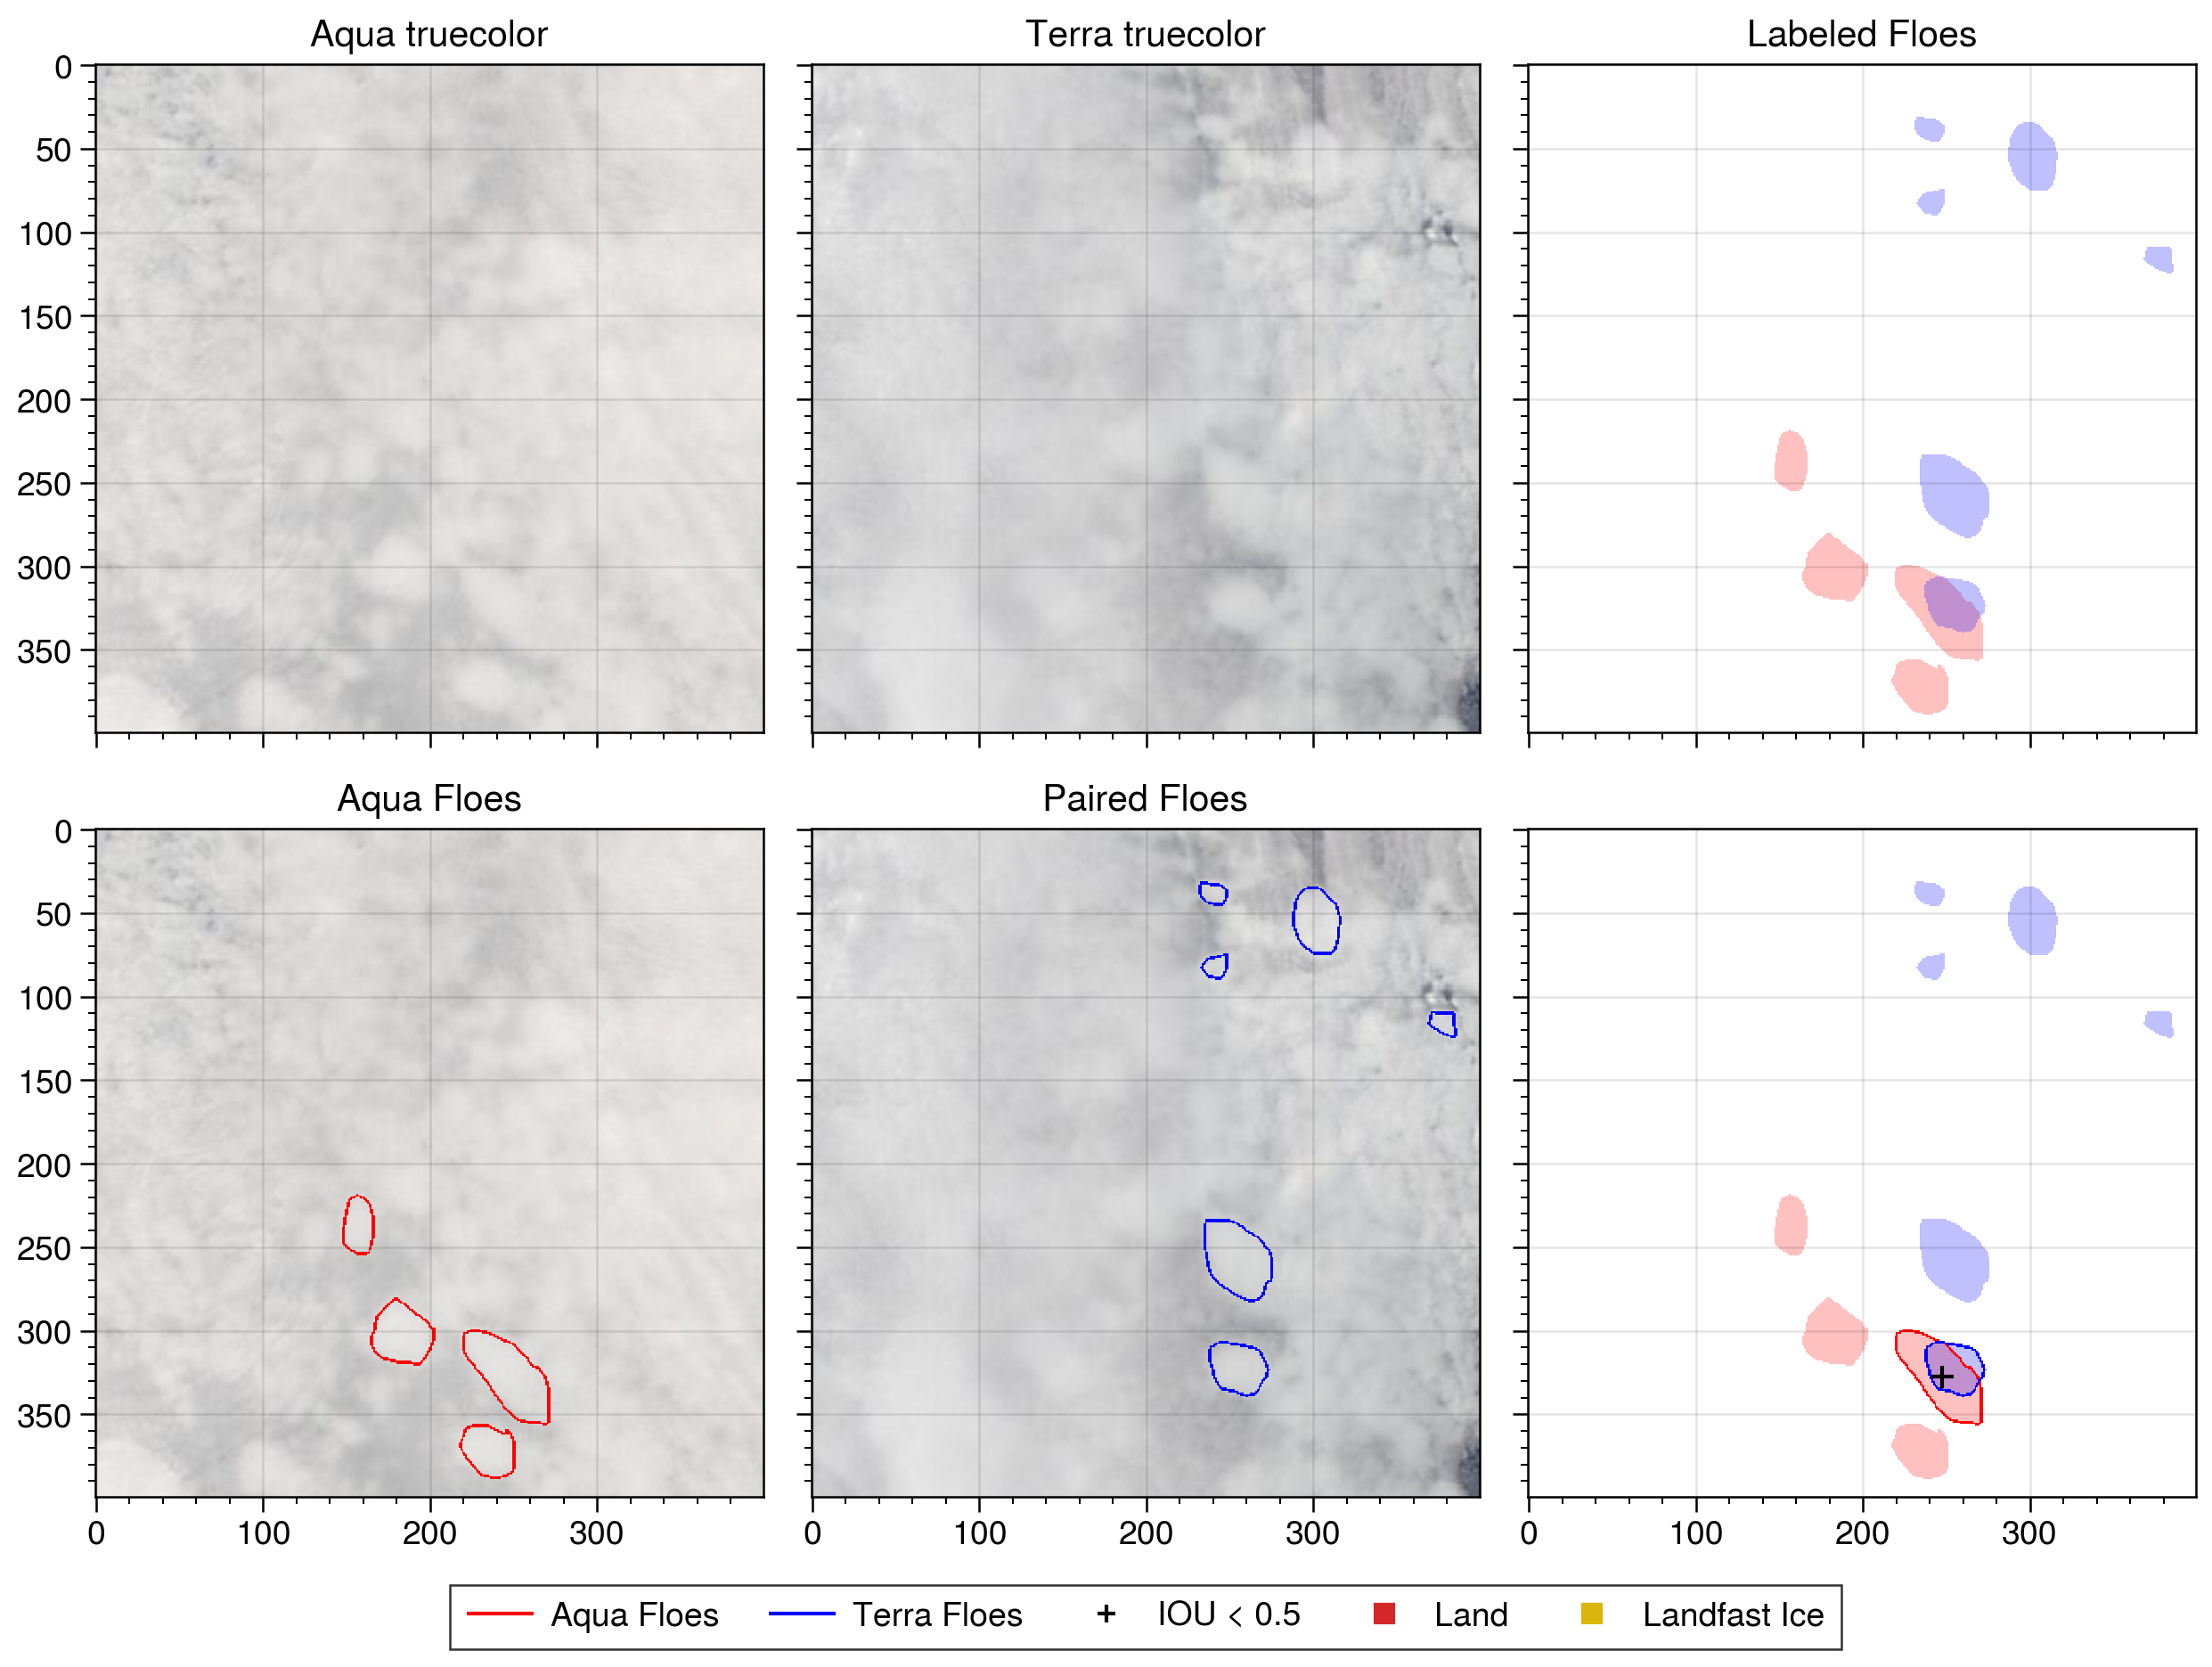 Aqua truecolor
Terra truecolor
Labeled Floes
0
50
100
150
200
250
300
350
Aqua Floes
Paired Floes
0
50
100
150
200
250
300
350
0 100 200 300
0 100 200 300
0 100 200 300
Aqua Floes Terra Floes + IOU < 0.5 Land Landfast Ice